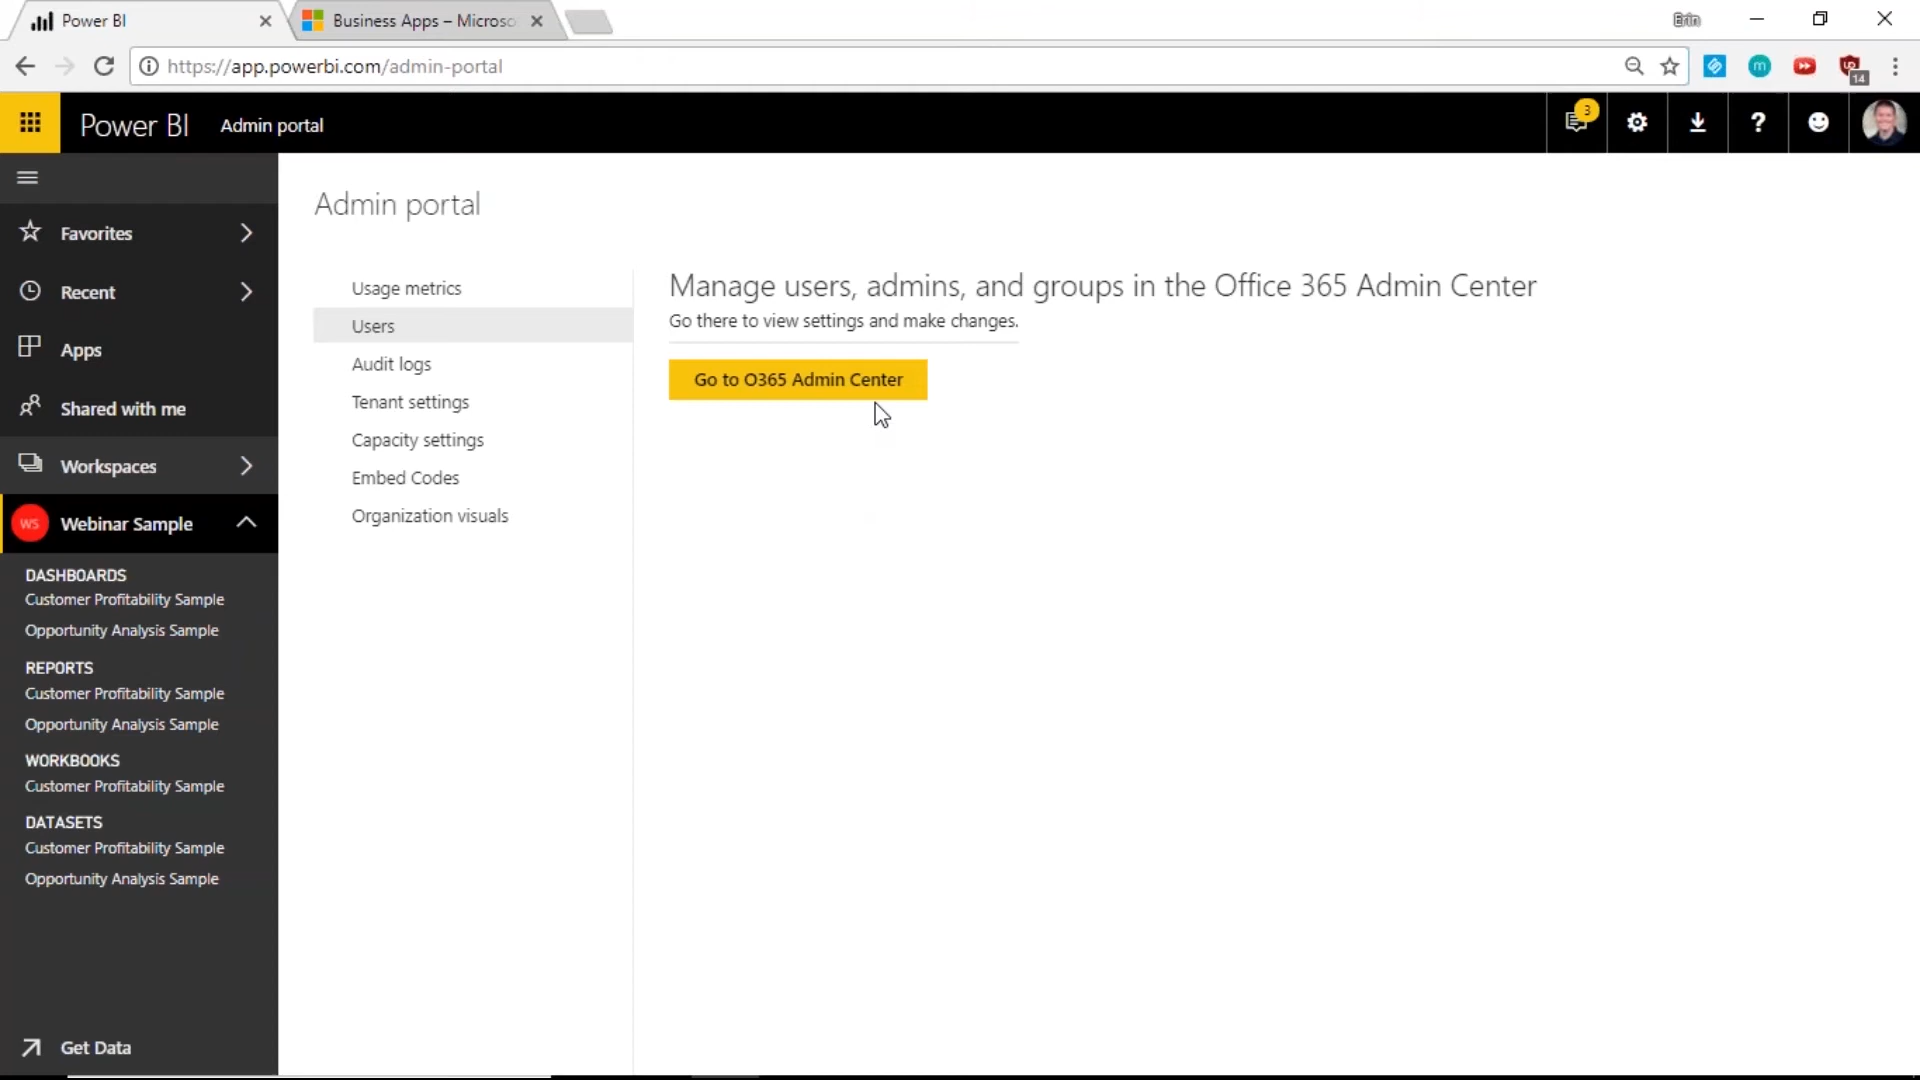 Power BI
Business Apps – Microso
Erin
https://app.powerbi.com/admin-portal
m
14
Power BI
Admin portal
3
?
Admin portal
Favorites
Recent
Apps
Shared with me
Workspaces
WS
Webinar Sample
DASHBOARDS
Customer Profitability Sample
Opportunity Analysis Sample
REPORTS
Customer Profitability Sample
Opportunity Analysis Sample
WORKBOOKS
Customer Profitability Sample
DATASETS
Customer Profitability Sample
Opportunity Analysis Sample
Get Data
Usage metrics
Users
Audit logs
Tenant settings
Capacity settings
Embed Codes
Organization visuals
Manage users, admins, and groups in the Office 365 Admin Center
Go there to view settings and make changes.
Go to O365 Admin Center